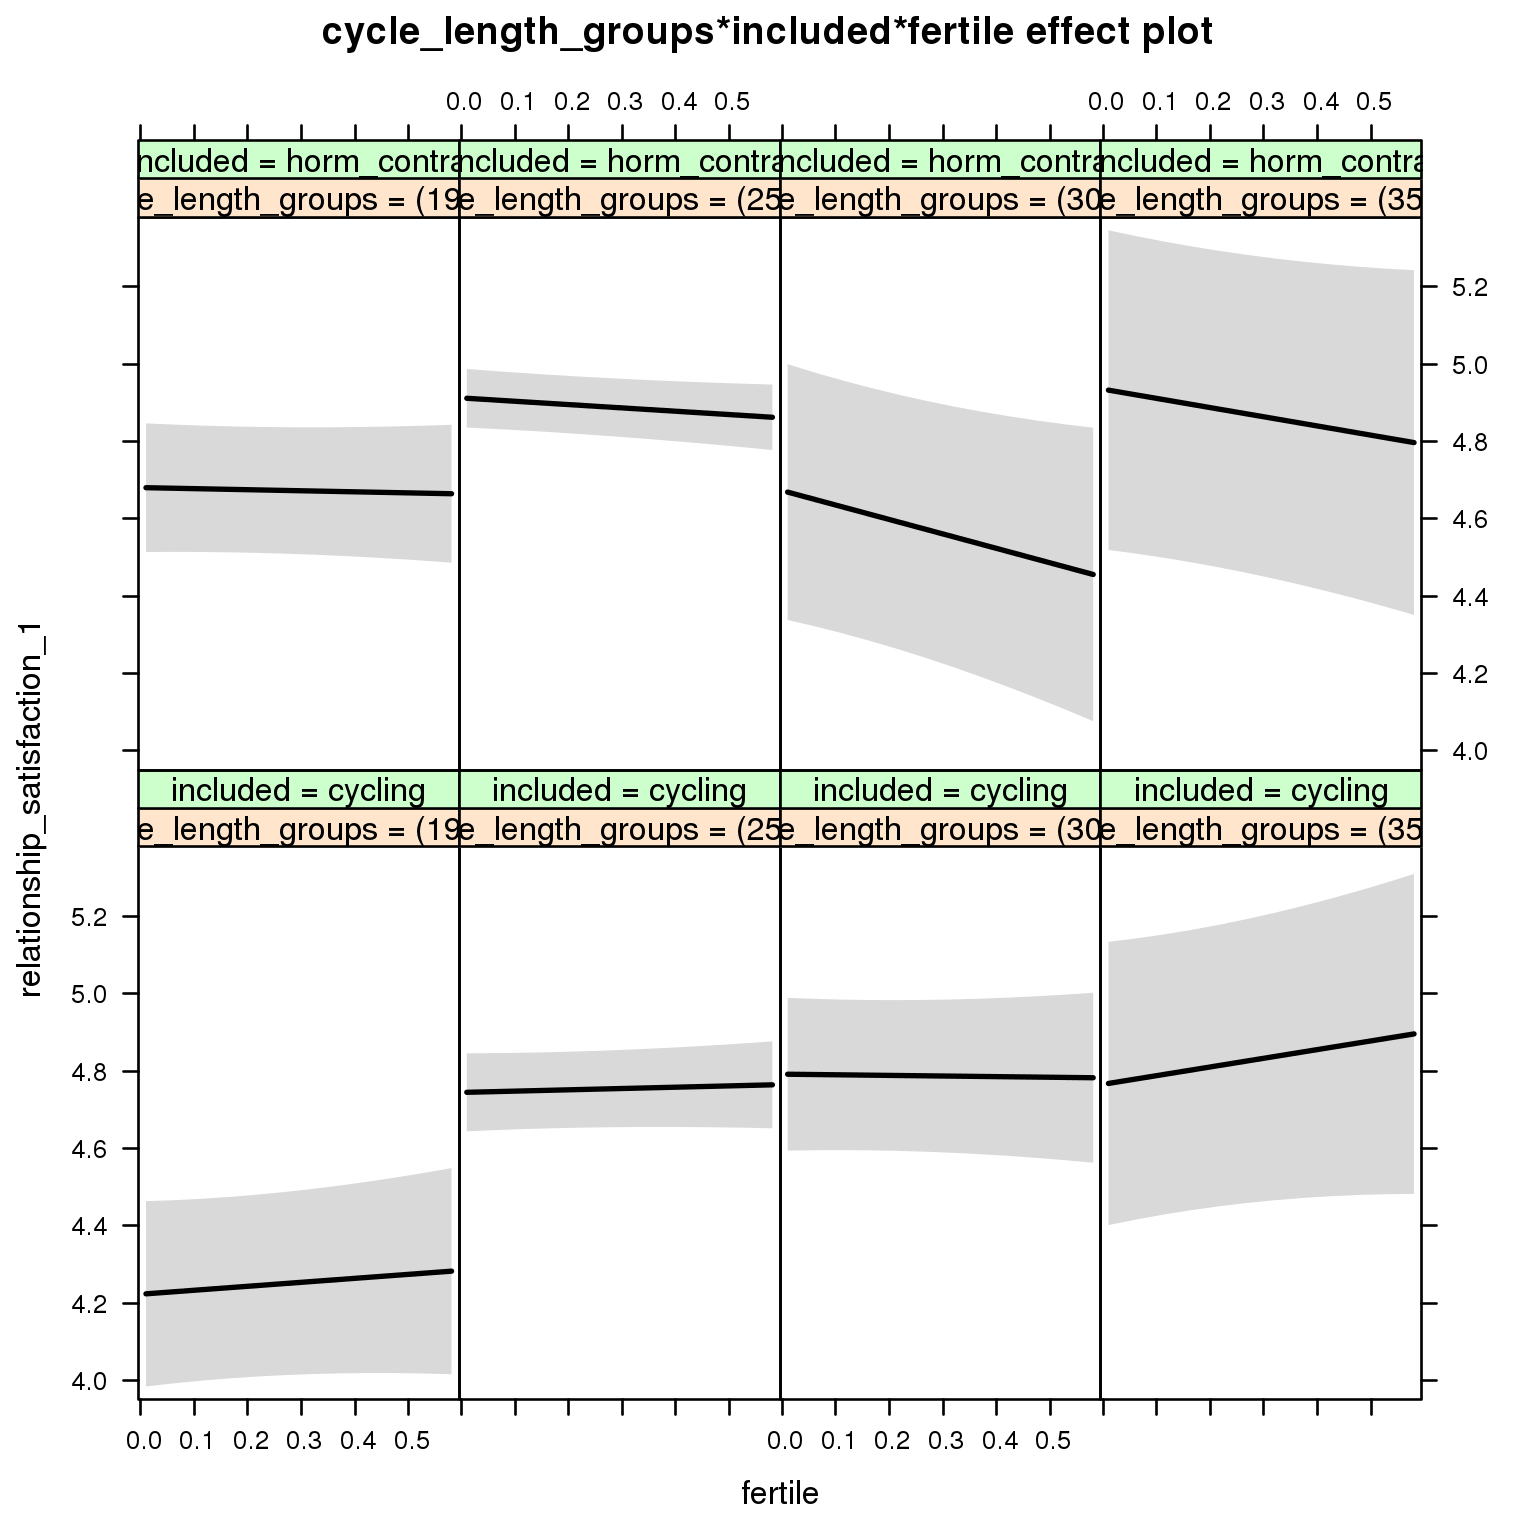 cycle_length_groups*included*fertile effect plot
0.0 0.1 0.2 0.3 0.4 0.5 0.0 0.1 0.2 0.3 0.4 0.5
ncluded = horm_contra ncluded = horm_contra ncluded = horm_contra ncluded = horm_contra
e_length_groups = (19 e_length_groups = (25 e_length_groups = (30 e_length_groups = (35
5.2
5.0
4.8
4.6
4.4
4.2
4.0
relationship_satisfaction_1
included = cycling included = cycling included = cycling included = cycling
e_length_groups = (19 e_length_groups = (25 e_length_groups = (30 e_length_groups = (35
5.2
5.0
4.8
4.6
4.4
4.2
4.0
0.0 0.1 0.2 0.3 0.4 0.5 0.0 0.1 0.2 0.3 0.4 0.5
fertile